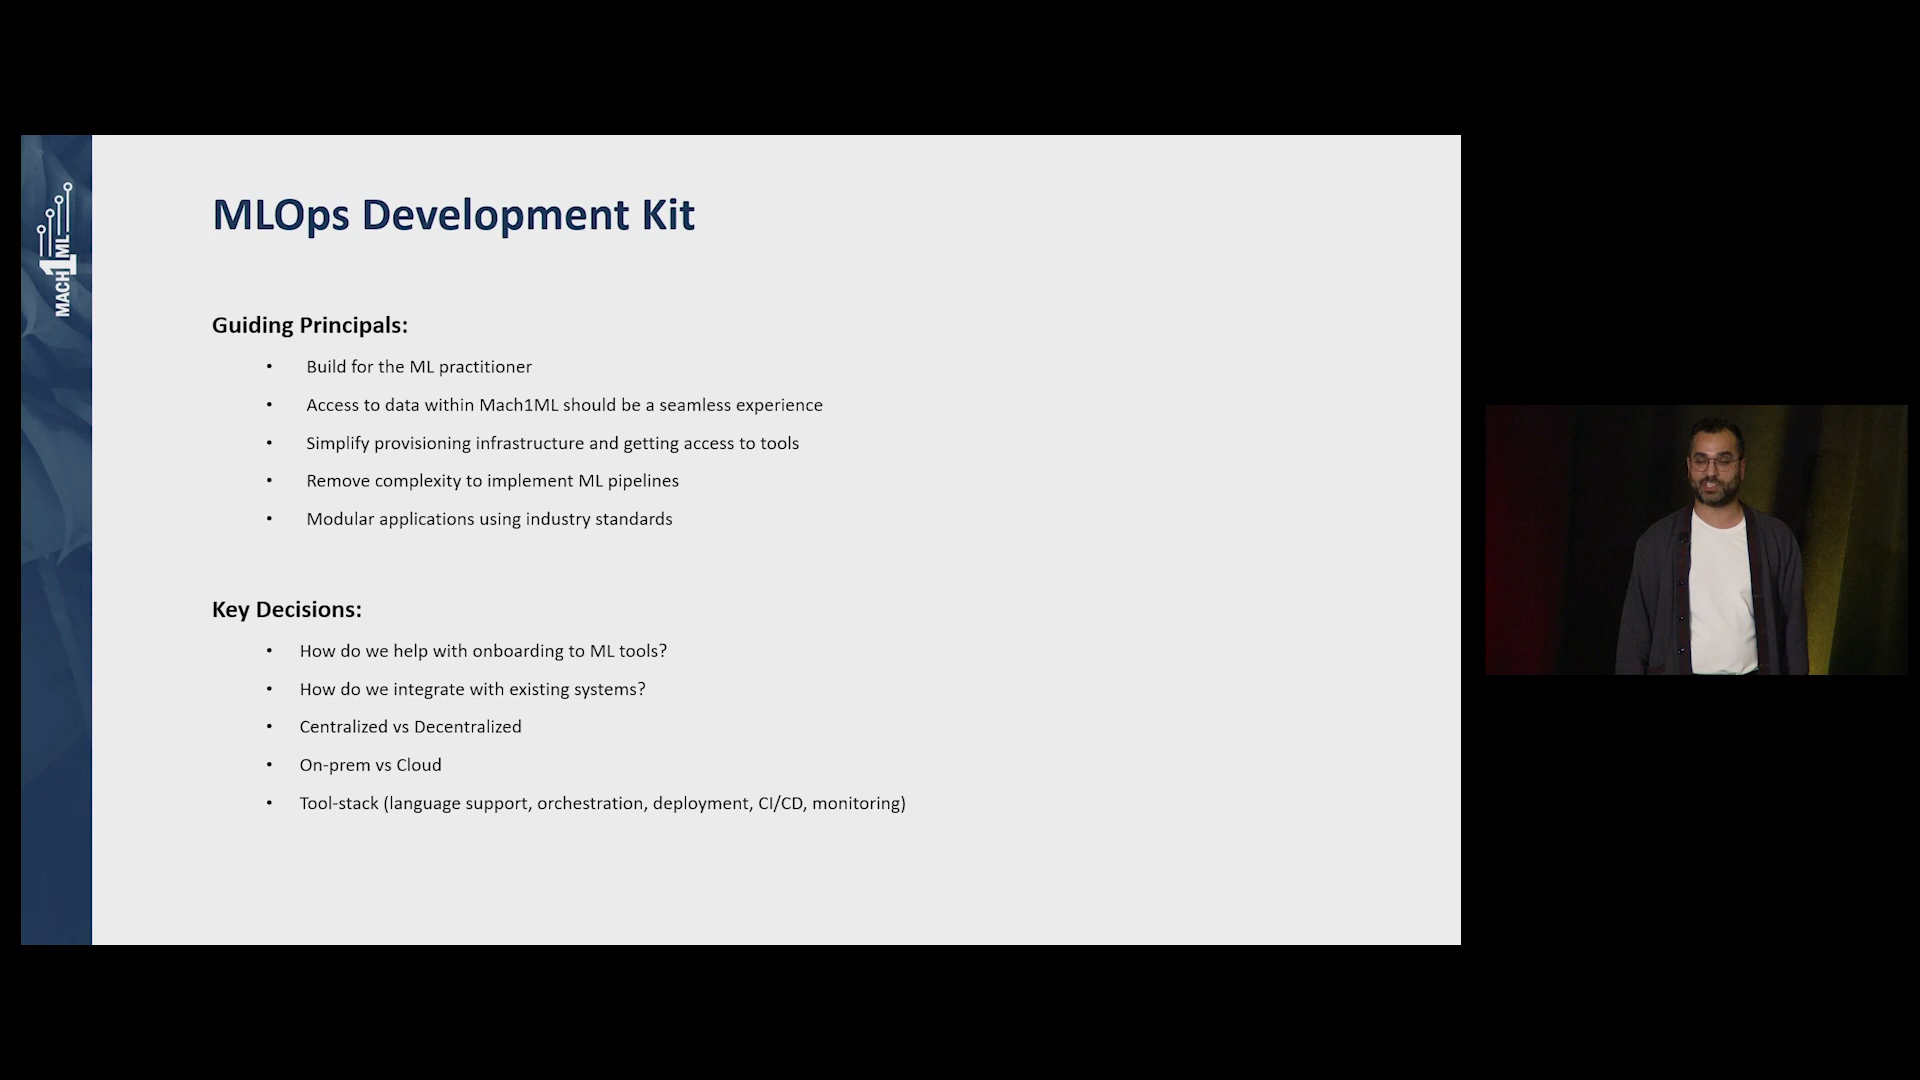 MACH1ML
MLOps Development Kit
Guiding Principals:
• Build for the ML practitioner
• Access to data within Mach1ML should be a seamless experience
• Simplify provisioning infrastructure and getting access to tools
• Remove complexity to implement ML pipelines
• Modular applications using industry standards
Key Decisions:
• How do we help with onboarding to ML tools?
• How do we integrate with existing systems?
• Centralized vs Decentralized
• On-prem vs Cloud
• Tool-stack (language support, orchestration, deployment, CI/CD, monitoring)